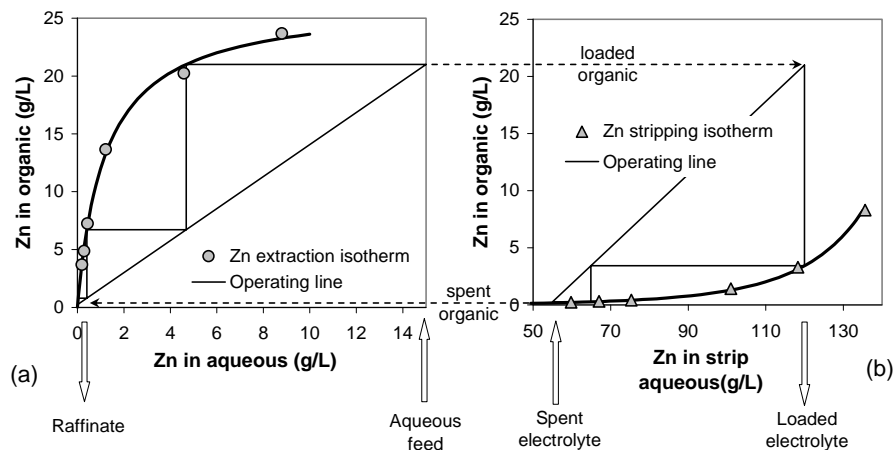 25
20
15
10
5
0
0 2 4 6 8 10 12 14
Zn in organic (g/L)
Zn in aqueous (g/L)
Zn extraction isotherm
Operating line
(a)
Raffinate
Aqueous
feed
loaded
organic
spent
organic
25
20
15
10
5
0
50 70 90 110 130
Zn in organic (g/L)
Zn stripping isotherm
Operating line
Zn in strip
aqueous(g/L)
(b)
Spent
electrolyte
Loaded
electrolyte